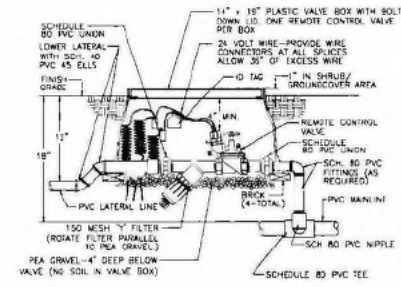 SCHEDULE
80 PVC UNION
LOWER LATERAL
WITH SCH. 40
PVC 45 ELLS
FINISH
GRADE
14" x 19" PLASTIC VALVE BOX WITH BOLT
DOWN LID. ONE REMOTE CONTROL VALVE
PER BOX
24 VOLT WIRE-PROVIDE WIRE
CONNECTORS AT ALL SPLICES
ALLOW 36" OF EXCESS WIRE
ID TAG
1" IN SHRUB/
GROUNDCOVER AREA
4"
MIN.
REMOTE CONTROL
VALVE
SCHEDULE
80 PVC UNION
12"
18"
SCH. 80 PVC
FITTINGS (AS
REQUIRED)
BRICK
(4-TOTAL)
PVC LATERAL LINE
PVC MAINLINE
150 MESH "Y" FILTER
(ROTATE FILTER PARALLEL
TO PEA GRAVEL)
SCH 80 PVC NIPPLE
PEA GRAVEL-4" DEEP BELOW
VALVE (NO SOIL IN VALVE BOX)
SCHEDULE 80 PVC TEE